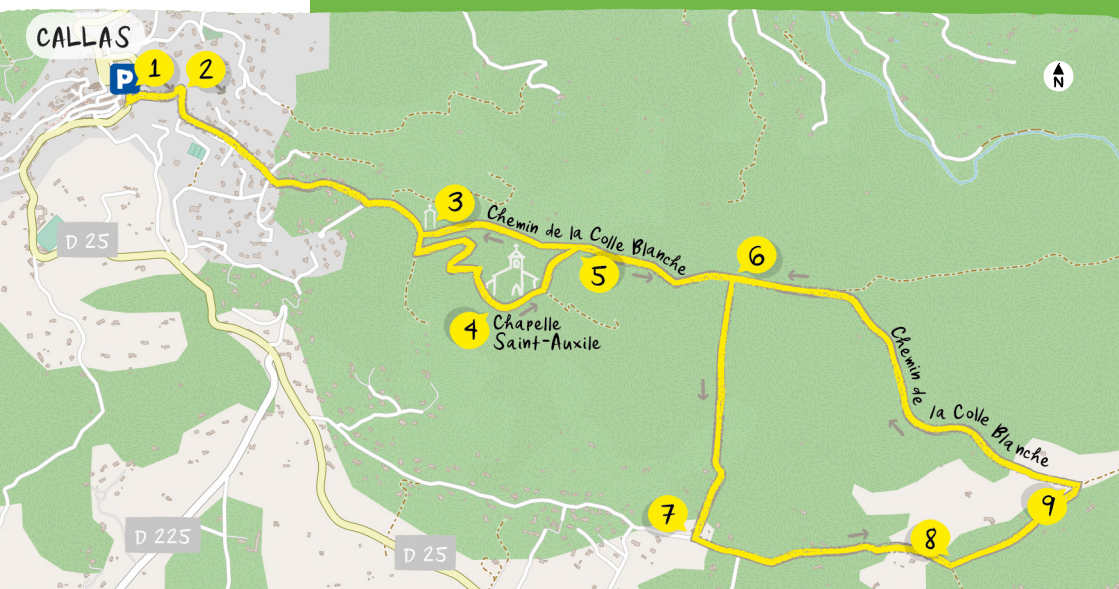 CALLAS
P
1
2
N
3
Chemin de la Colle Blanche
D 25
6
5
4
Chapelle
Saint-Auxile
Chemin de la Colle Blanche
7
9
8
D 225
D 25